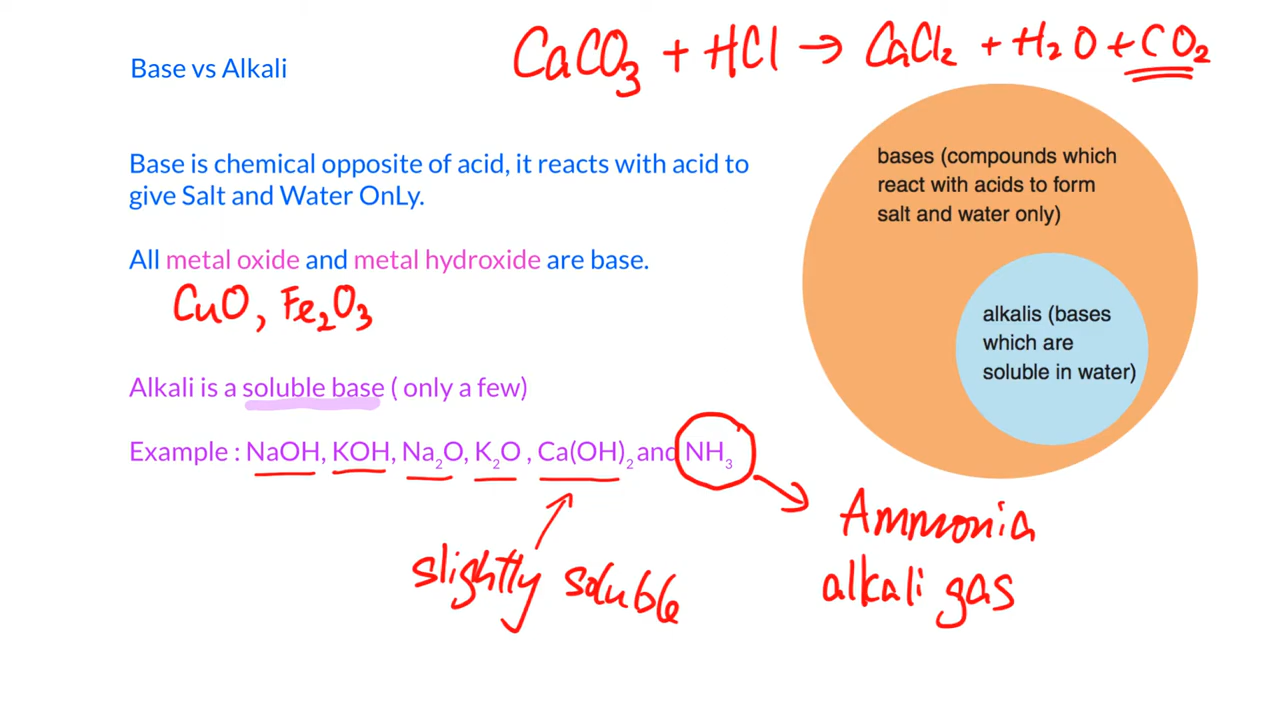 CaCO₃ + HCl → CaCl₂ + H₂O + CO₂
Base vs Alkali
Base is chemical opposite of acid, it reacts with acid to
give Salt and Water OnLy.
All metal oxide and metal hydroxide are base.
CuO, Fe₂O₃
Alkali is a soluble base ( only a few)
Example : NaOH, KOH, Na₂O, K₂O , Ca(OH)₂ and NH₃
slightly soluble
Ammonia
alkali gas
bases (compounds which
react with acids to form
salt and water only)
alkalis (bases
which are
soluble in water)